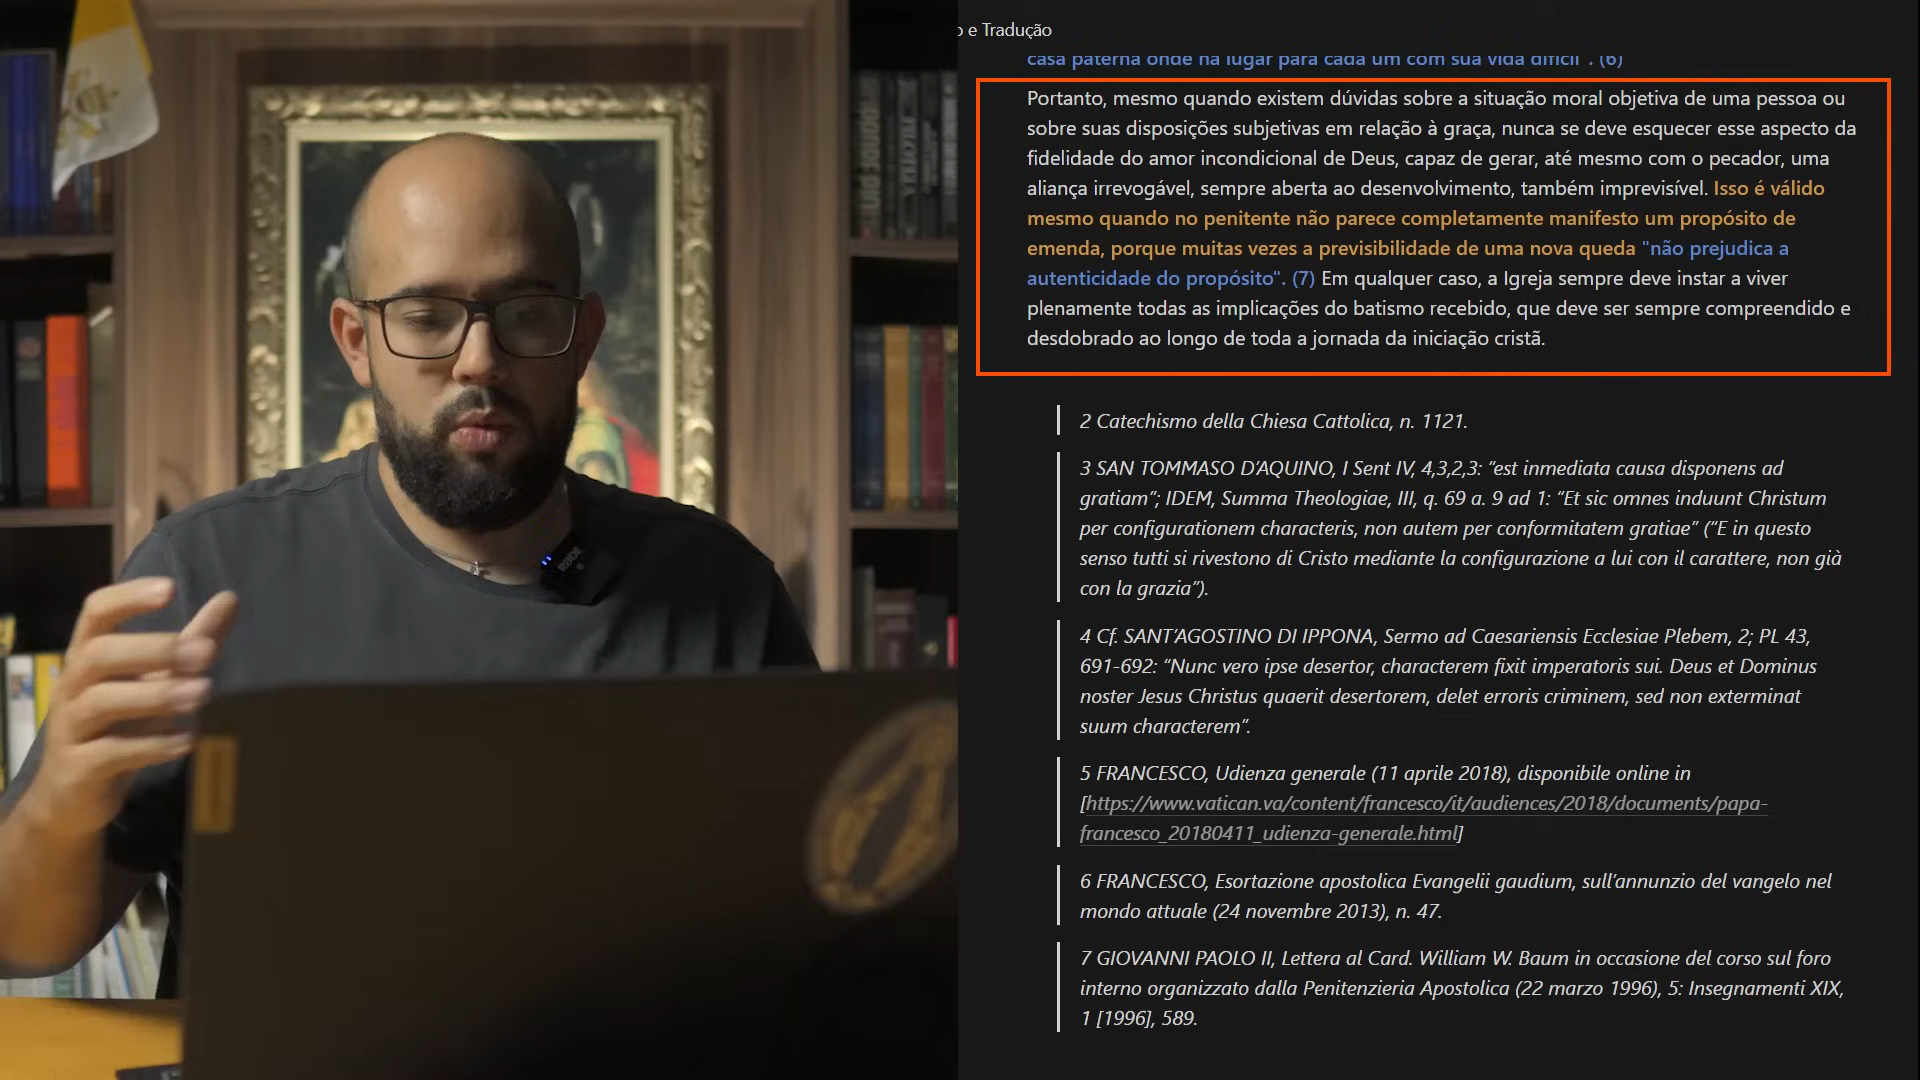 o e Tradução
casa paterna onde há lugar para cada um com sua vida difícil". (6)
Portanto, mesmo quando existem dúvidas sobre a situação moral objetiva de uma pessoa ou
sobre suas disposições subjetivas em relação à graça, nunca se deve esquecer esse aspecto da
fidelidade do amor incondicional de Deus, capaz de gerar, até mesmo com o pecador, uma
aliança irrevogável, sempre aberta ao desenvolvimento, também imprevisível. Isso é válido
mesmo quando no penitente não parece completamente manifesto um propósito de
emenda, porque muitas vezes a previsibilidade de uma nova queda "não prejudica a
autenticidade do propósito". (7) Em qualquer caso, a Igreja sempre deve instar a viver
plenamente todas as implicações do batismo recebido, que deve ser sempre compreendido e
desdobrado ao longo de toda a jornada da iniciação cristã.
2 Catechismo della Chiesa Cattolica, n. 1121.
3 SAN TOMMASO D'AQUINO, I Sent IV, 4,3,2,3: “est inmediata causa disponens ad
gratiam”; IDEM, Summa Theologiae, III, q. 69 a. 9 ad 1: “Et sic omnes induunt Christum
per configurationem characteris, non autem per conformitatem gratiae” (“E in questo
senso tutti si rivestono di Cristo mediante la configurazione a lui con il carattere, non già
con la grazia”).
4 Cf. SANT'AGOSTINO DI IPPONA, Sermo ad Caesariensis Ecclesiae Plebem, 2; PL 43,
691-692: “Nunc vero ipse desertor, characterem fixit imperatoris sui. Deus et Dominus
noster Jesus Christus quaerit desertorem, delet erroris criminem, sed non exterminat
suum characterem”.
5 FRANCESCO, Udienza generale (11 aprile 2018), disponibile online in
[https://www.vatican.va/content/francesco/it/audiences/2018/documents/papa-
francesco_20180411_udienza-generale.html]
6 FRANCESCO, Esortazione apostolica Evangelii gaudium, sull'annunzio del vangelo nel
mondo attuale (24 novembre 2013), n. 47.
7 GIOVANNI PAOLO II, Lettera al Card. William W. Baum in occasione del corso sul foro
interno organizzato dalla Penitenzieria Apostolica (22 marzo 1996), 5: Insegnamenti XIX,
1 [1996], 589.
RØDE